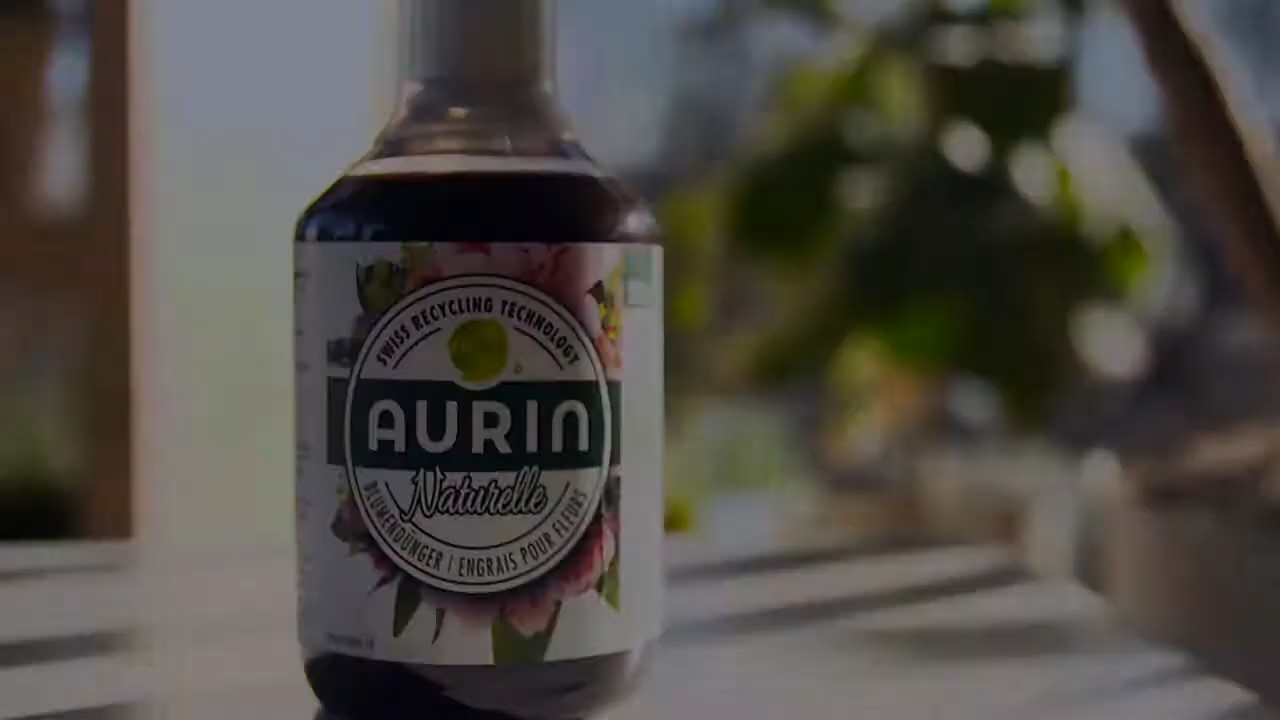 SWISS RECYCLING TECHNOLOGY
AURIN
Naturelle
BLUMENDÜNGER | ENGRAIS POUR FLEURS